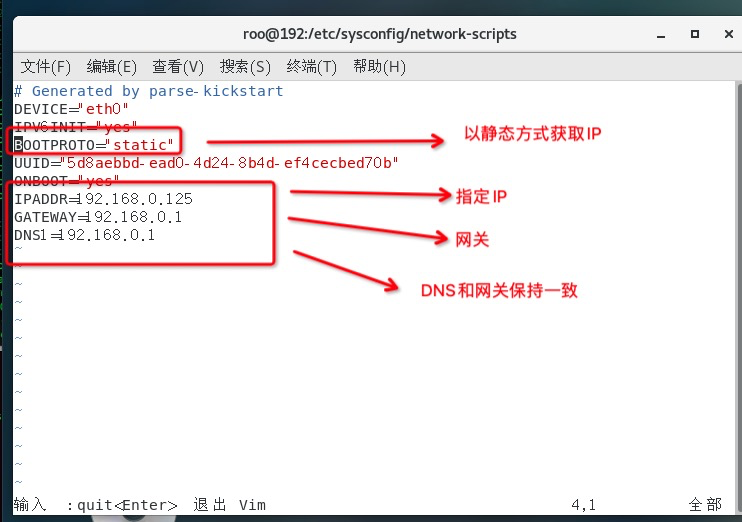 roo@192:/etc/sysconfig/network-scripts
文件(F) 编辑(E) 查看(V) 搜索(S) 终端(T) 帮助(H)
# Generated by parse-kickstart
DEVICE="eth0"
IPV6INIT="yes"
BOOTPROTO="static"
以静态方式获取IP
UUID="5d8aebbd-ead0-4d24-8b4d-ef4cecbed70b"
ONBOOT="yes"
IPADDR=192.168.0.125
指定IP
GATEWAY=192.168.0.1
网关
DNS1=192.168.0.1
DNS和网关保持一致
~
~
~
~
~
~
~
~
~
~
~
~
~
~
输入 :quit<Enter> 退出 Vim 4,1 全部